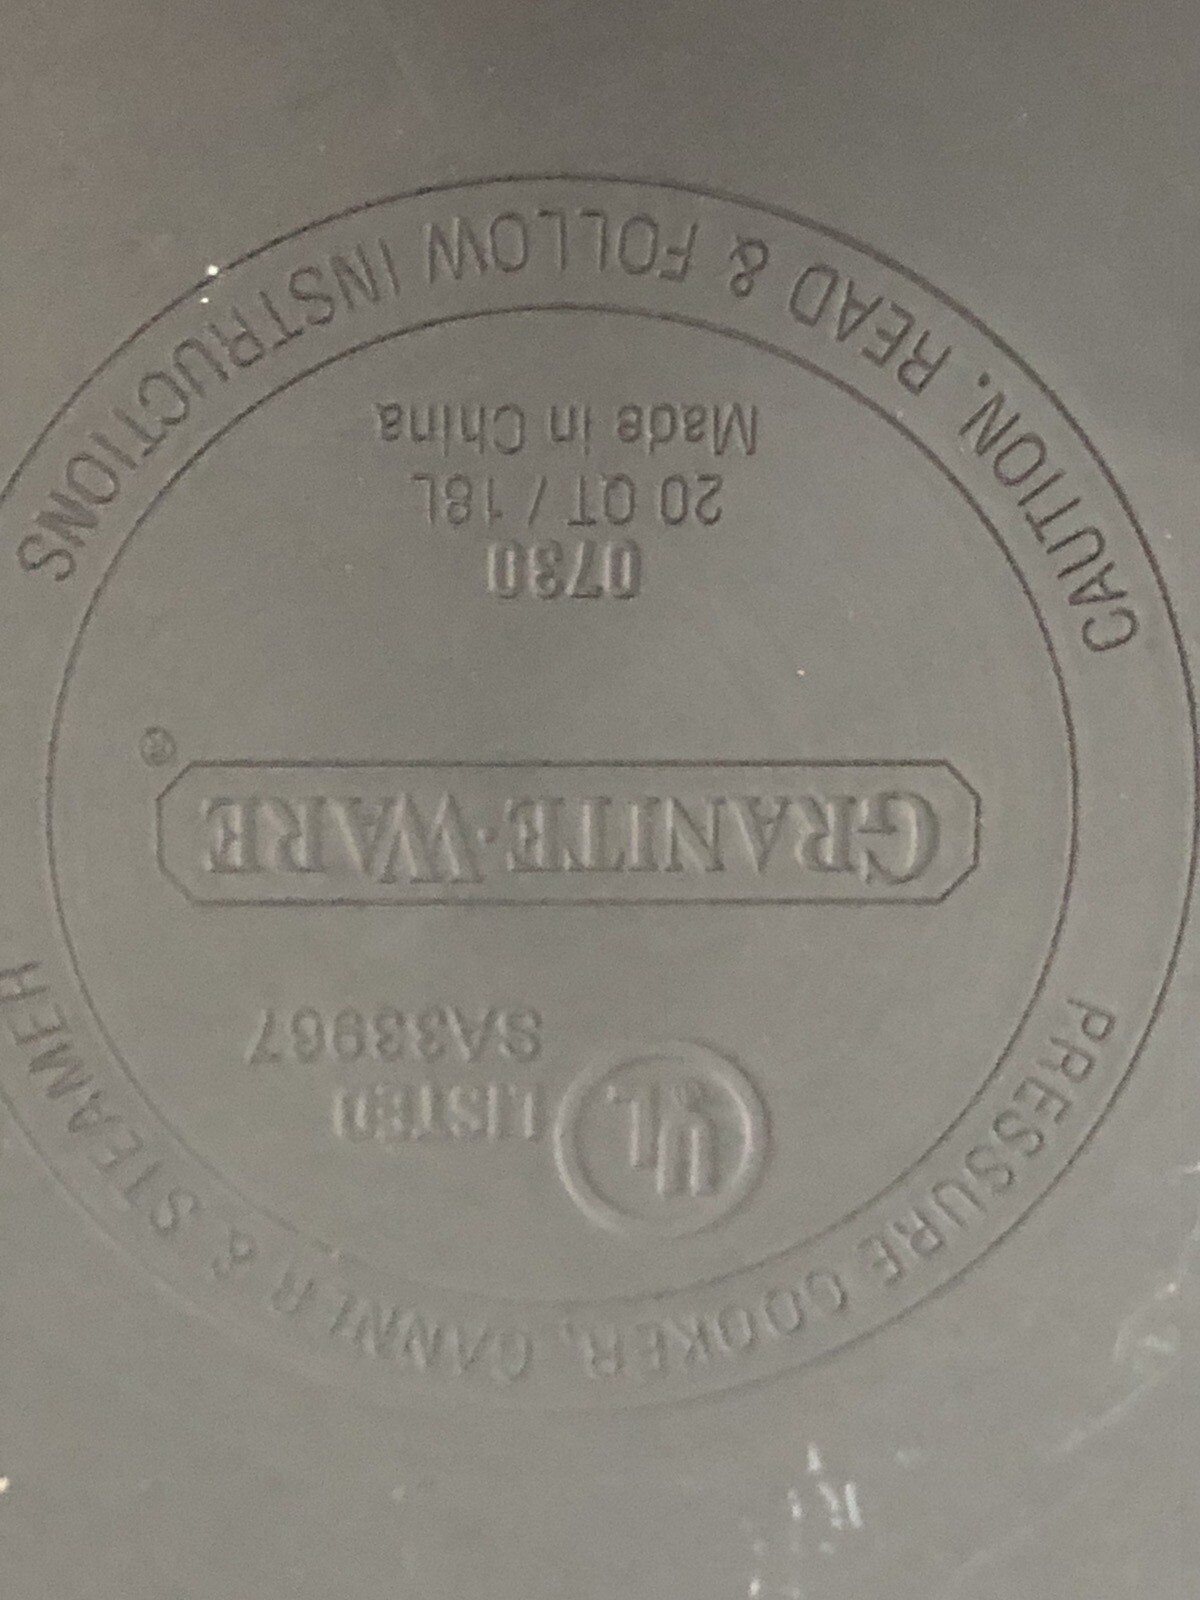 PRESSURE COOKER, CANNER & STEAMER
UL LISTED
SA33967
GRANITE·WARE®
0730
20 QT / 18L
Made in China
CAUTION. READ & FOLLOW INSTRUCTIONS